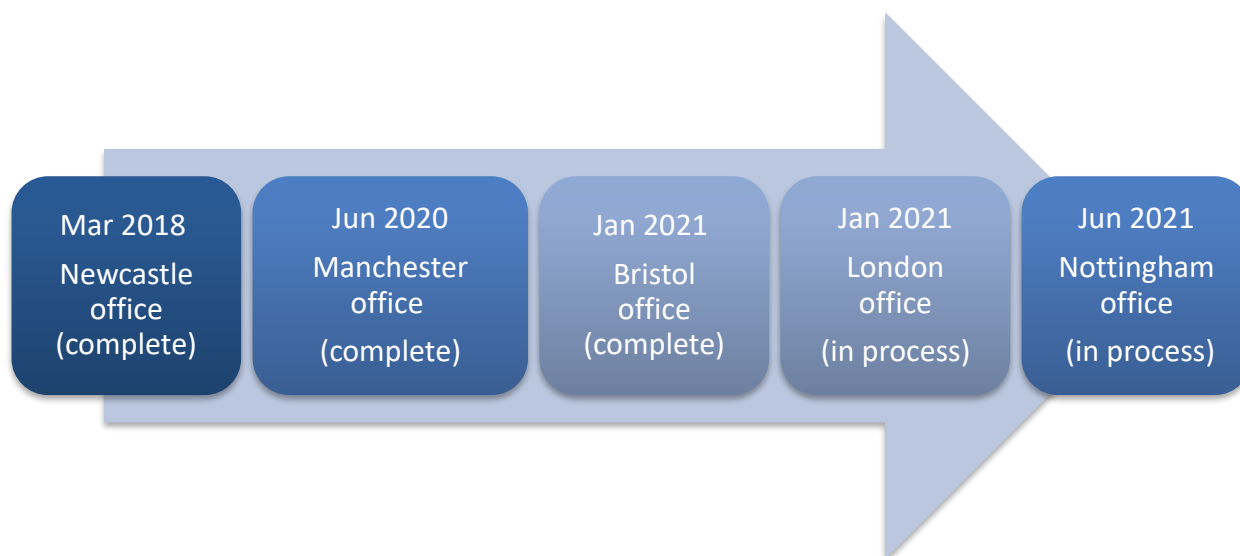 Mar 2018
Newcastle
office
(complete)
Jun 2020
Manchester
office
(complete)
Jan 2021
Bristol
office
(complete)
Jan 2021
London
office
(in process)
Jun 2021
Nottingham
office
(in process)